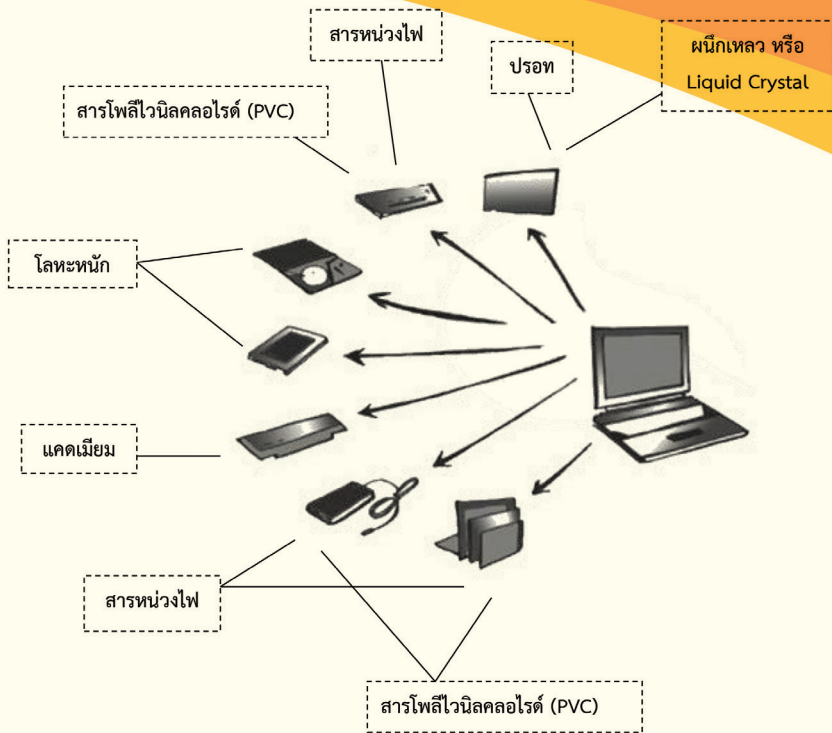 สารหน่วงไฟ
ปรอท
ผนึกเหลว หรือ
Liquid Crystal
สารโพลีไวนิลคลอไรด์ (PVC)
โลหะหนัก
แคดเมียม
สารหน่วงไฟ
สารโพลีไวนิลคลอไรด์ (PVC)